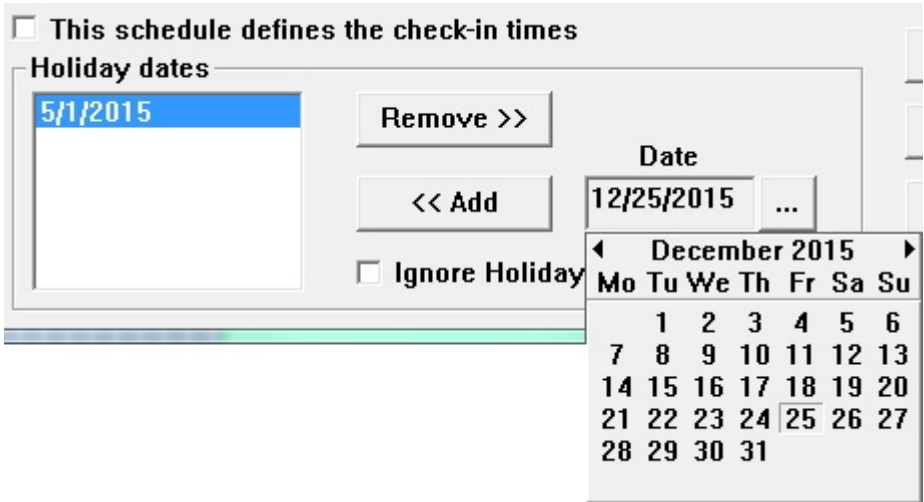 This schedule defines the check-in times
Holiday dates
5/1/2015
Remove >>
Date
<< Add
12/25/2015
...
Ignore Holiday
December 2015
Mo Tu We Th Fr Sa Su
1 2 3 4 5 6
7 8 9 10 11 12 13
14 15 16 17 18 19 20
21 22 23 24 25 26 27
28 29 30 31